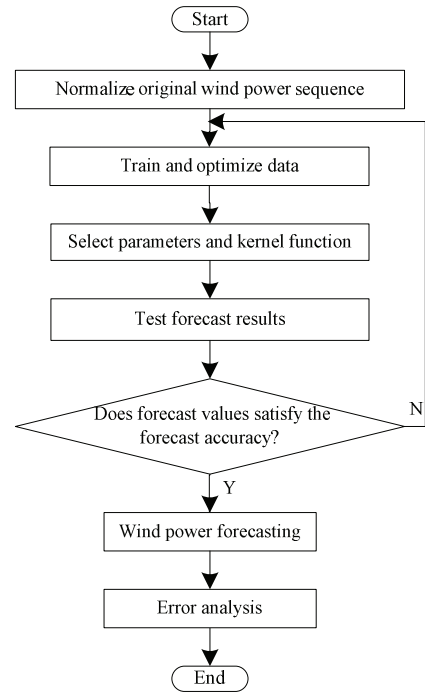 Start
Normalize original wind power sequence
Train and optimize data
Select parameters and kernel function
Test forecast results
Does forecast values satisfy the
forecast accuracy?
N
Y
Wind power forecasting
Error analysis
End